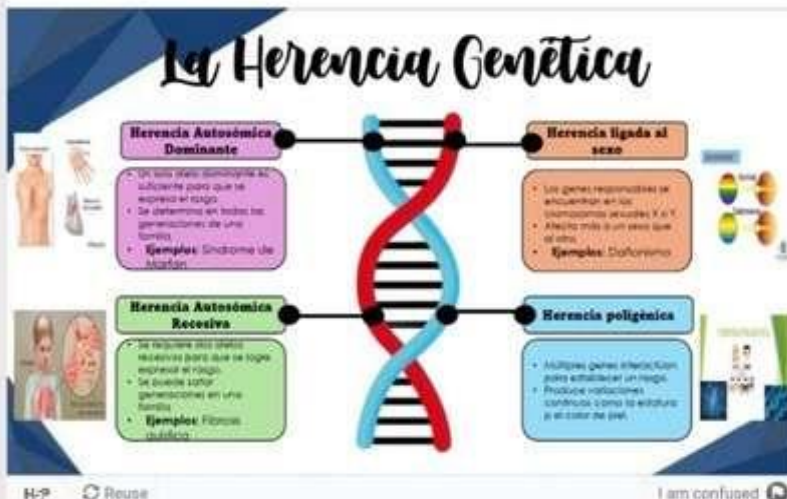 La Herencia Genética
Herencia Autosómica
Dominante
Un solo alelo dominante es
suficiente para que se
exprese el rasgo.
Se determina en todas las
generaciones de una
familia.
Ejemplos: Síndrome de
Marfan
Herencia ligada al
sexo
Los genes responsables se
encuentran en los
cromosomas sexuales X o Y.
Afecta más a un sexo que
al otro.
Ejemplos: Daltonismo
Herencia Autosómica
Recesiva
Se requiere dos alelos
recesivos para que se logre
expresar el rasgo.
Se puede saltar
generaciones en una
familia.
Ejemplos: Fibrosis
quística
Herencia poligénica
Múltiples genes interactúan
para establecer un rasgo.
Produce variaciones
continuas como la estatura
y el color de piel.
H-P
Reuse
I am confused